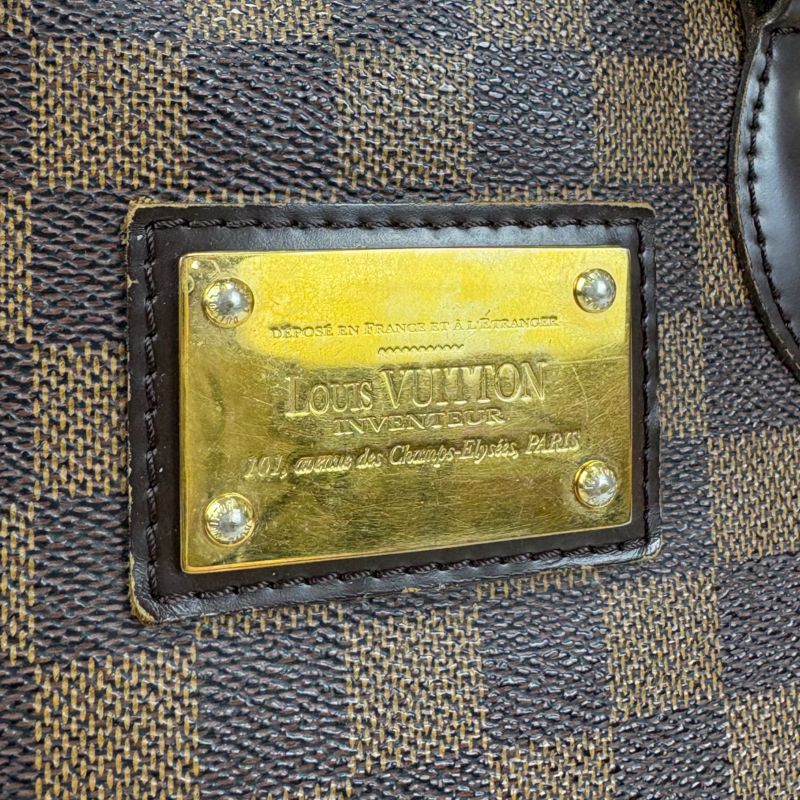 DÉPOSÉ EN FRANCE ET À L'ÉTRANGER
LOUIS VUITTON
INVENTEUR
101, avenue des Champs-Elysées, PARIS